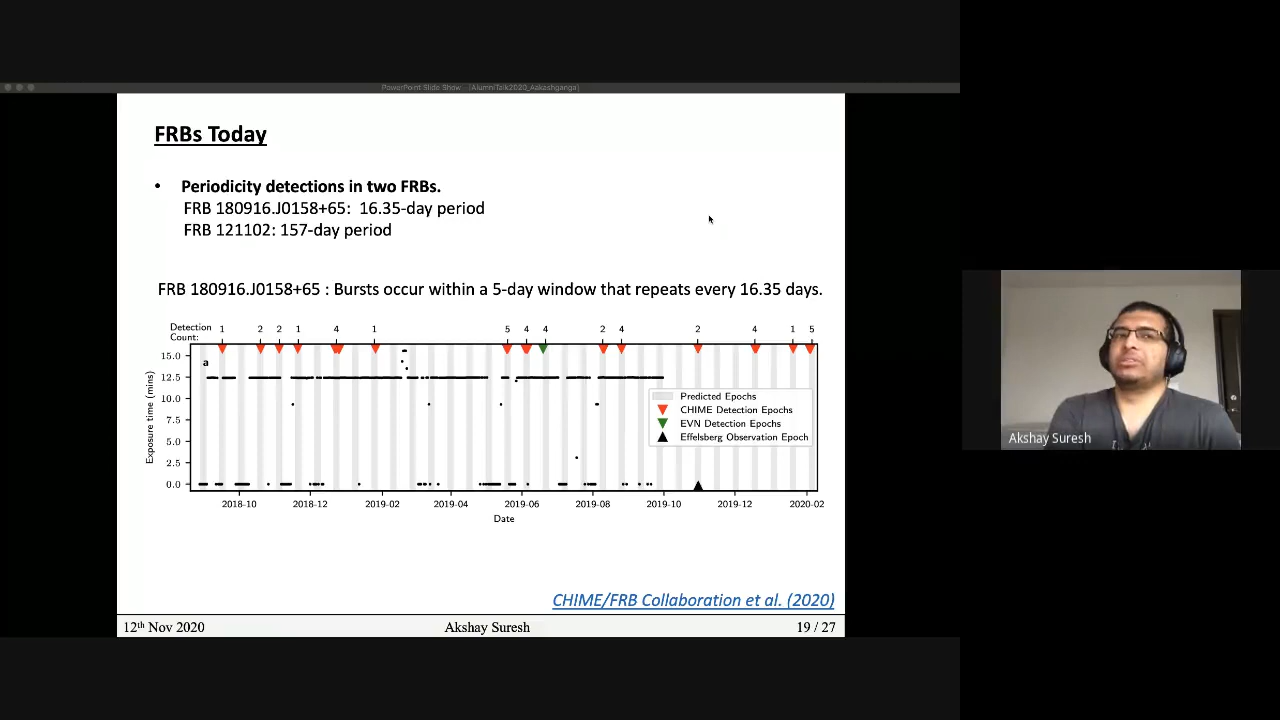 PowerPoint Slide Show - [AlumniTalk2020_Aakashganga]
FRBs Today
• Periodicity detections in two FRBs.
FRB 180916.J0158+65: 16.35-day period
FRB 121102: 157-day period
FRB 180916.J0158+65 : Bursts occur within a 5-day window that repeats every 16.35 days.
Detection Count: 1 2 2 1 4 1 5 4 4 2 4 2 4 1 5
a
Exposure time (mins)
15.0
12.5
10.0
7.5
5.0
2.5
0.0
Predicted Epochs
CHIME Detection Epochs
EVN Detection Epochs
Effelsberg Observation Epoch
2018-10 2018-12 2019-02 2019-04 2019-06 2019-08 2019-10 2019-12 2020-02
Date
CHIME/FRB Collaboration et al. (2020)
12th Nov 2020 Akshay Suresh 19 / 27
Akshay Suresh